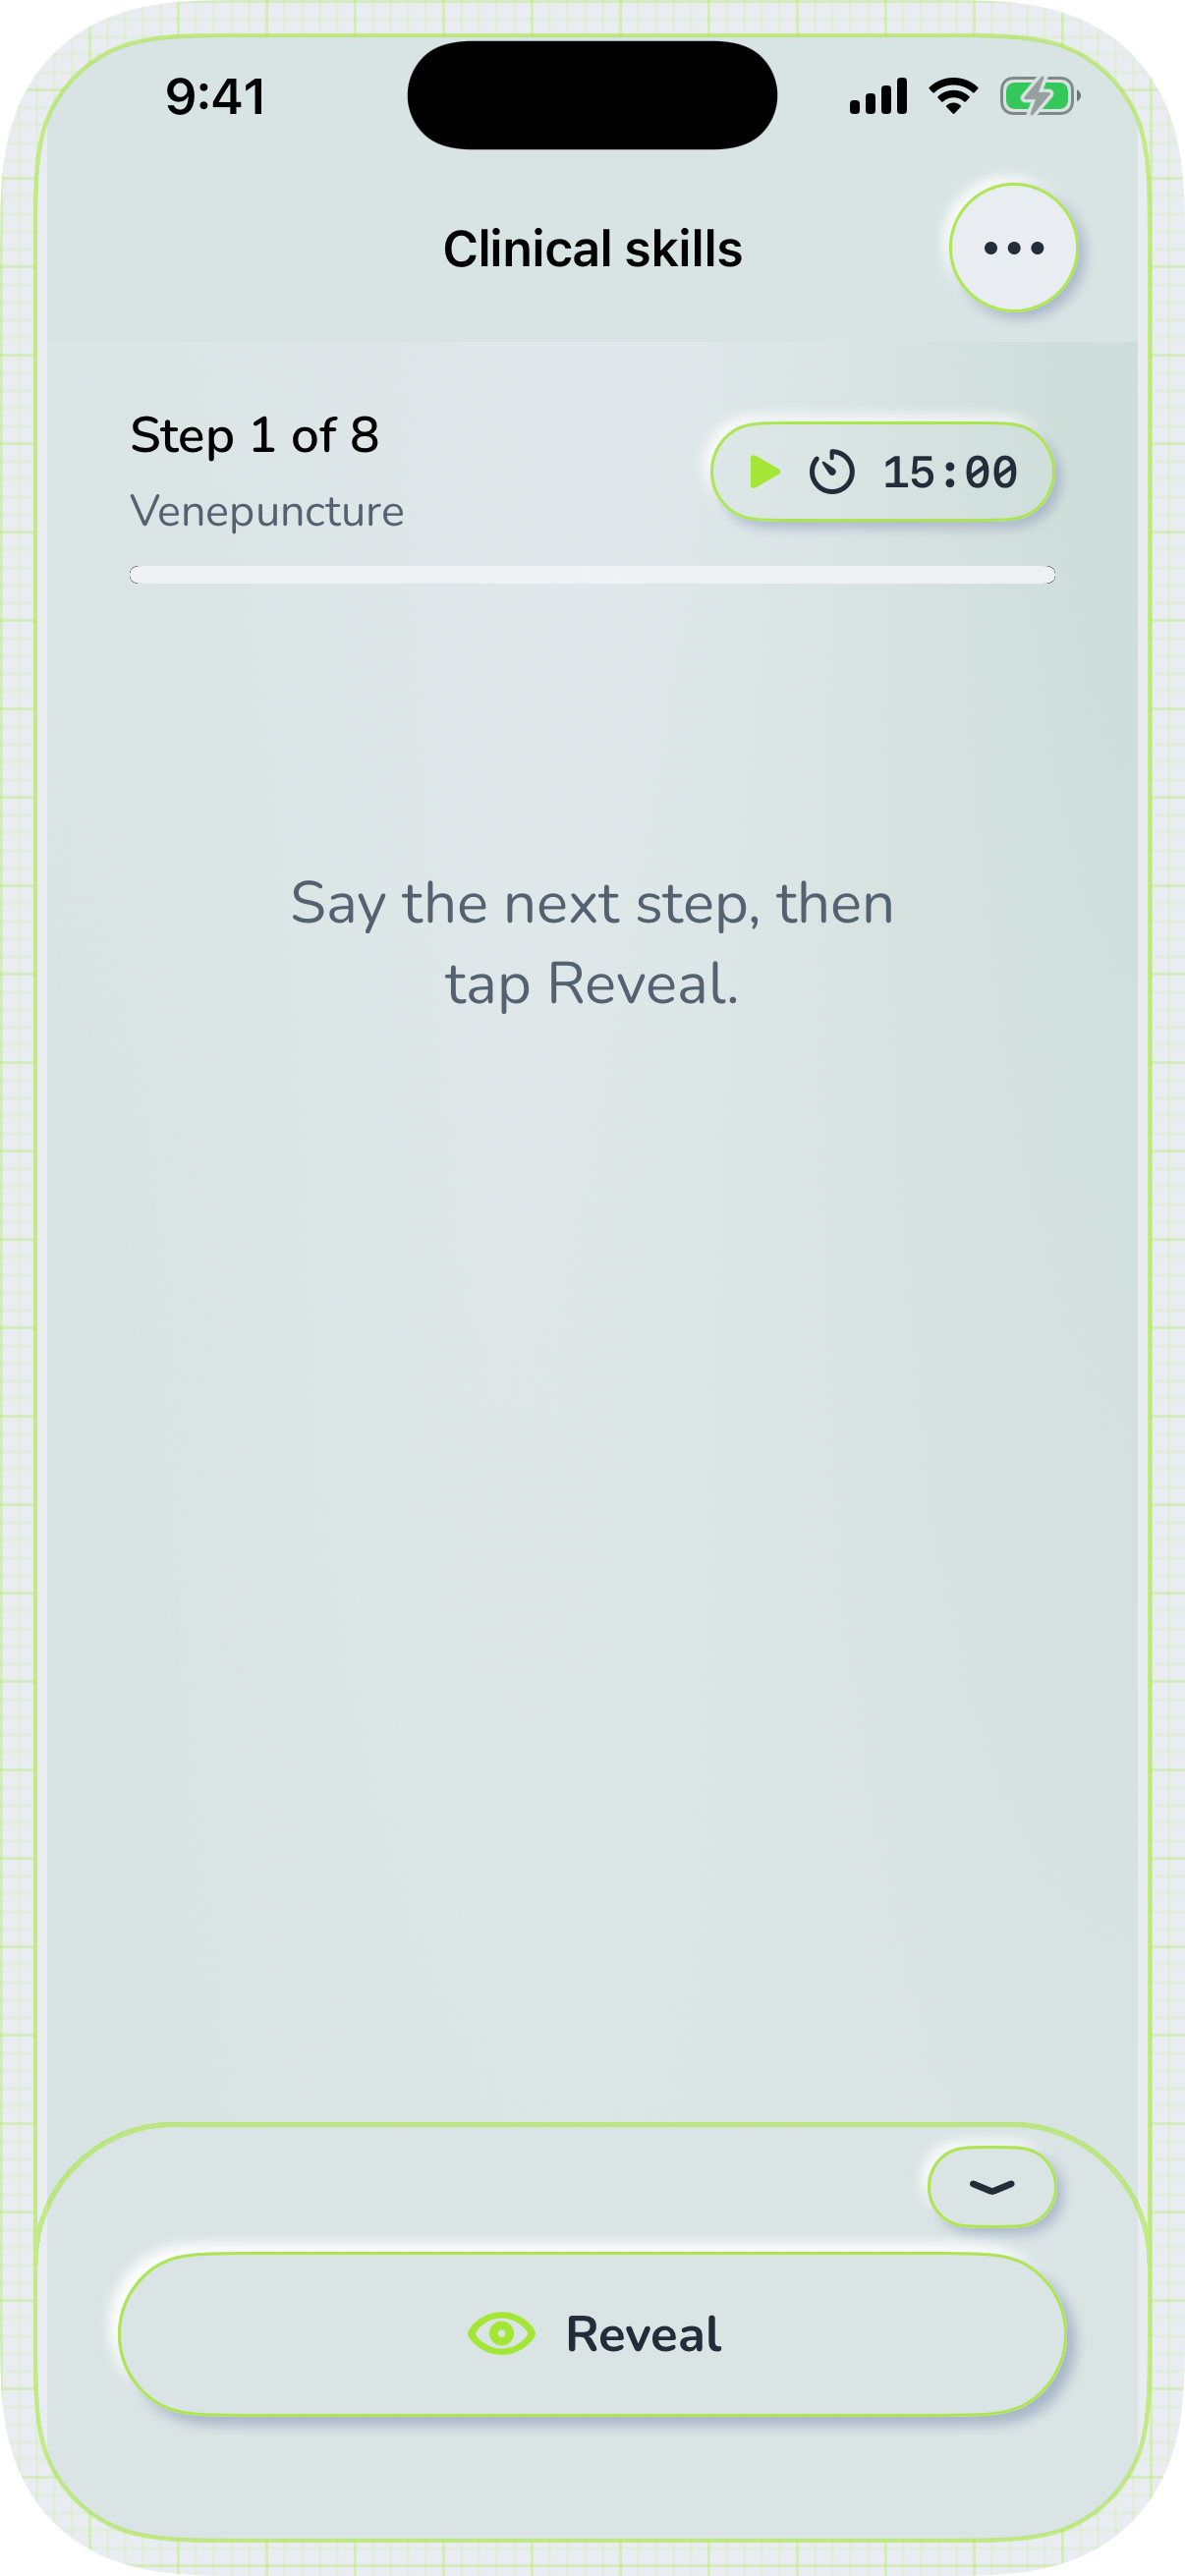 9:41
Clinical skills
Step 1 of 8
Venepuncture
15:00
Say the next step, then
tap Reveal.
Reveal